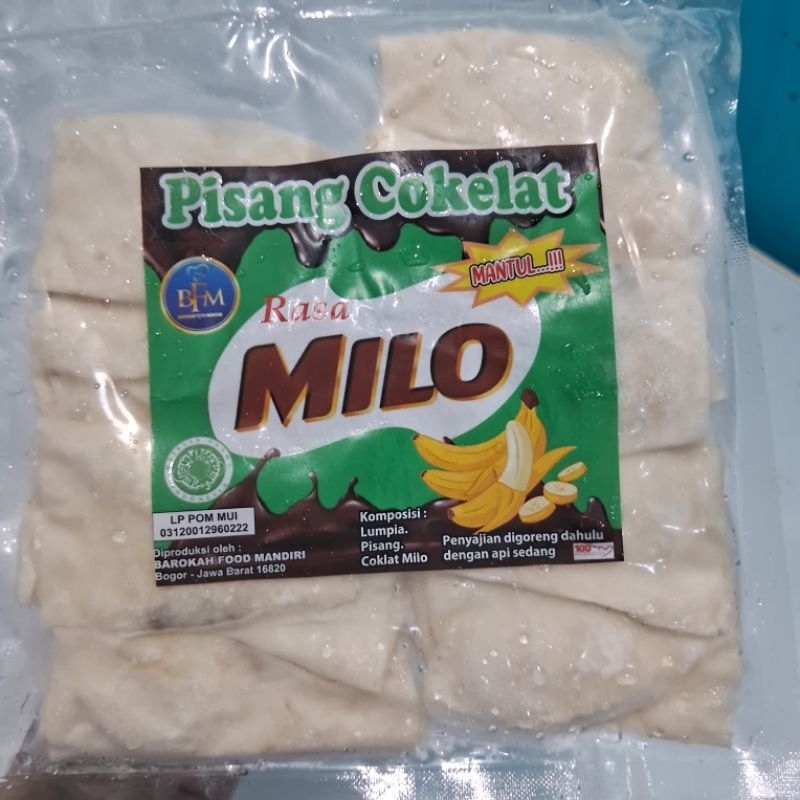 Pisang Cokelat
MANTUL...!!!
BFM
Rasa
MILO
LP POM MUI
03120012960222
Diproduksi oleh :
BAROKAH FOOD MANDIRI
Bogor - Jawa Barat 16820
Komposisi :
Lumpia.
Pisang.
Coklat Milo
Penyajian digoreng dahulu
dengan api sedang